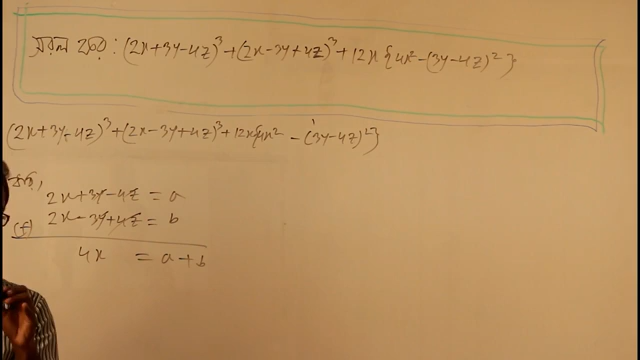 সরল কর: (2x+3y-4z)³+(2x-3y+4z)³+12x{4x²-(3y-4z)²}
(2x+3y-4z)³+(2x-3y+4z)³+12x{4x²-(3y-4z)²}
ধরি,
2x+3y-4z = a
2x-3y+4z = b
(+)
4x = a+b